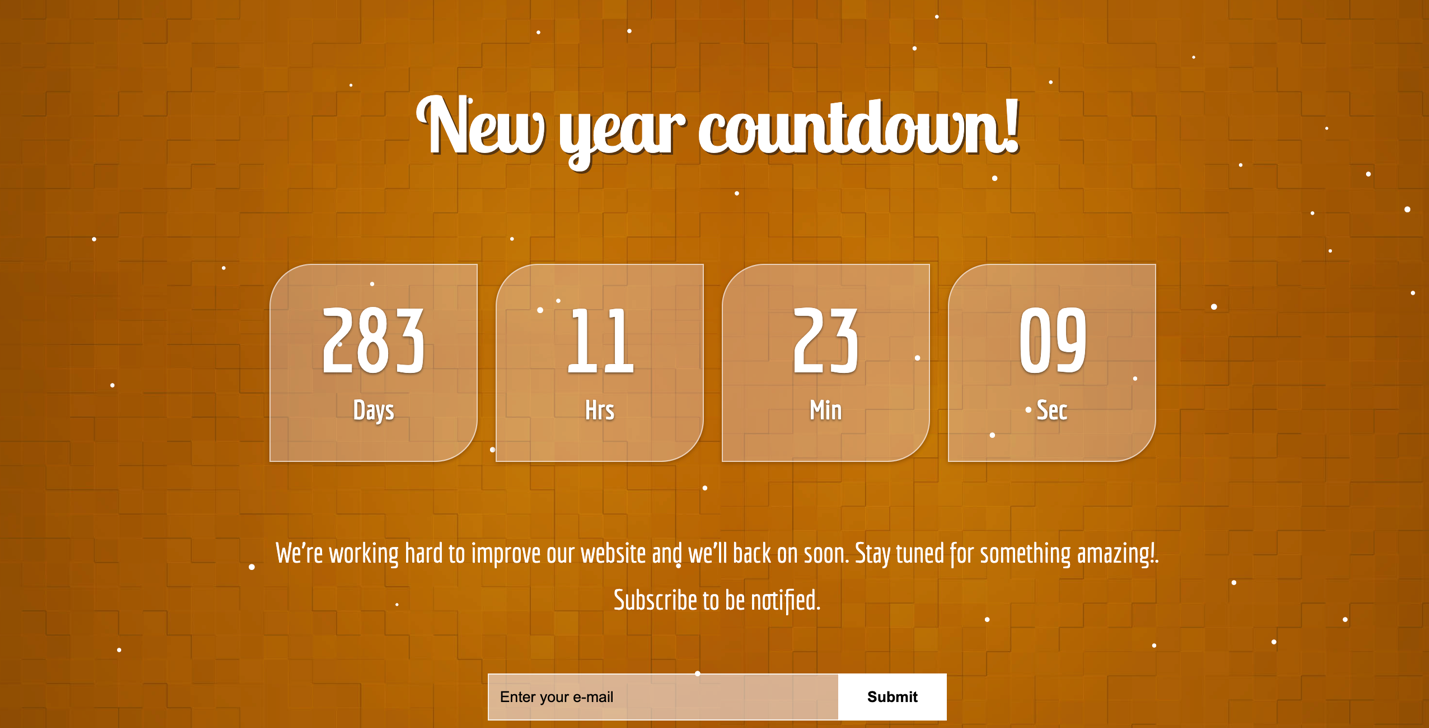 New year countdown!
283 11 23 09
Days Hrs Min Sec
We're working hard to improve our website and we'll back on soon. Stay tuned for something amazing!.
Subscribe to be notified.
Enter your e-mail Submit